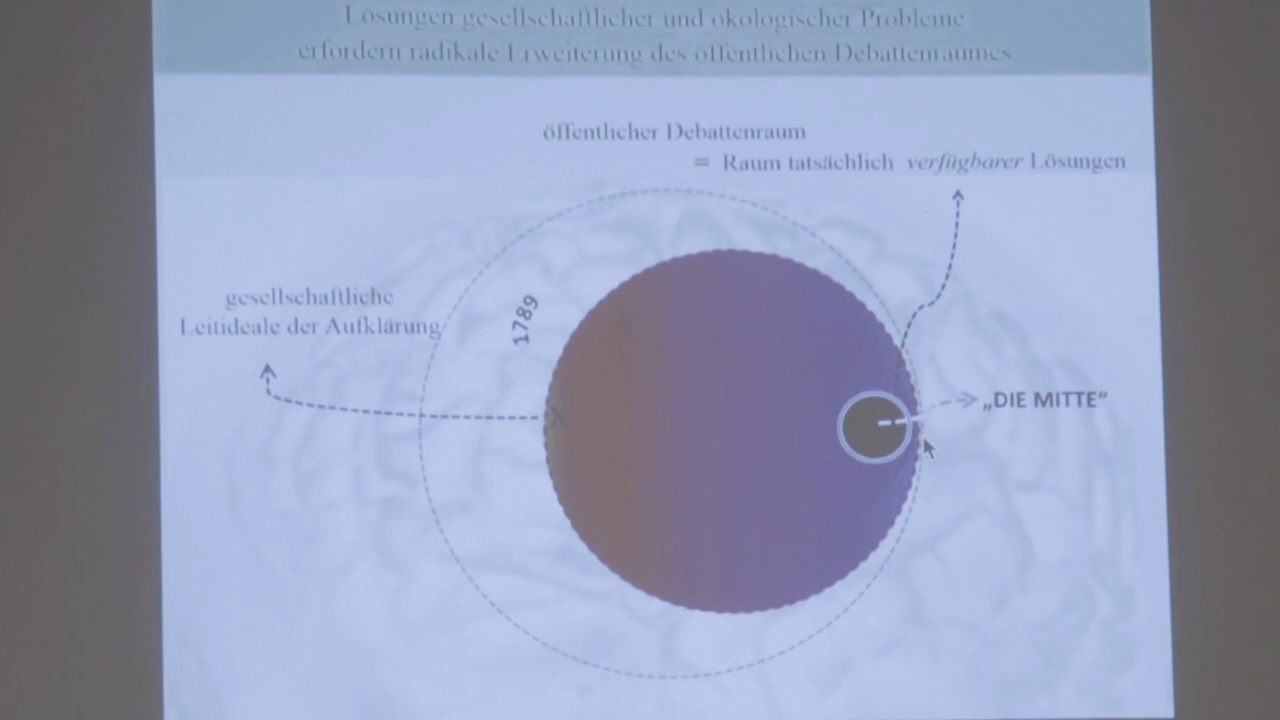 Lösungen gesellschaftlicher und ökologischer Probleme
erfordern radikale Erweiterung des öffentlichen Debattenraumes
öffentlicher Debattenraum
= Raum tatsächlich verfügbarer Lösungen
gesellschaftliche
Leitideale der Aufklärung
1789
„DIE MITTE“